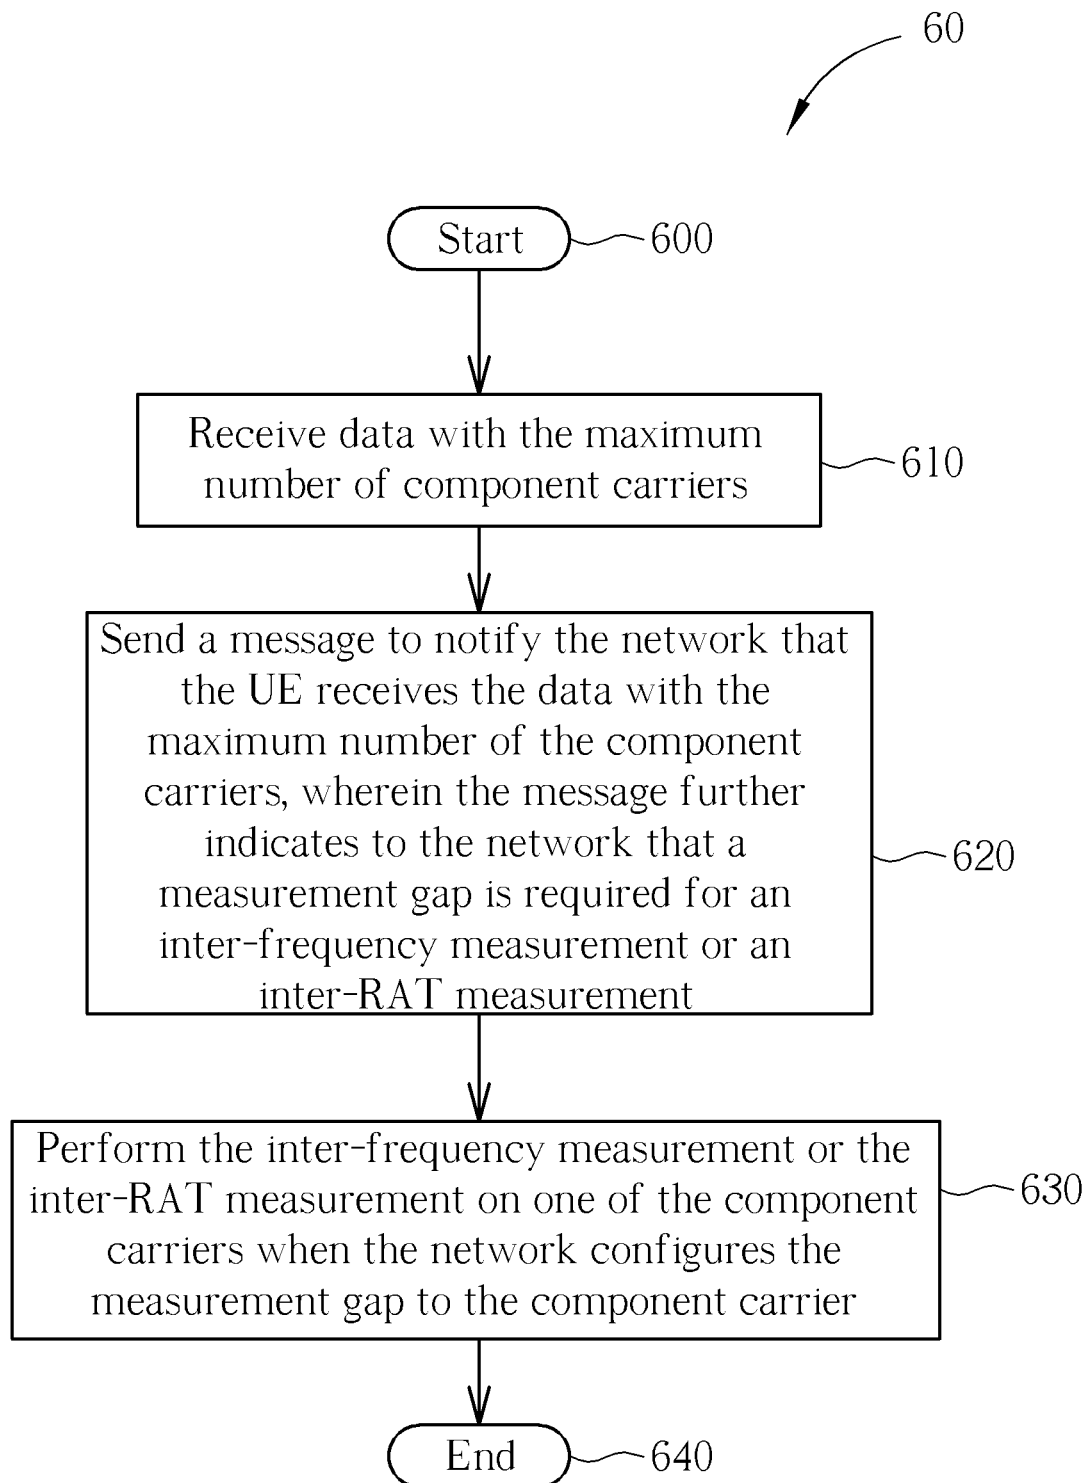 60
Start
600
Receive data with the maximum
number of component carriers
610
Send a message to notify the network that
the UE receives the data with the
maximum number of the component
carriers, wherein the message further
indicates to the network that a
measurement gap is required for an
inter-frequency measurement or an
inter-RAT measurement
620
Perform the inter-frequency measurement or the
inter-RAT measurement on one of the component
carriers when the network configures the
measurement gap to the component carrier
630
End
640